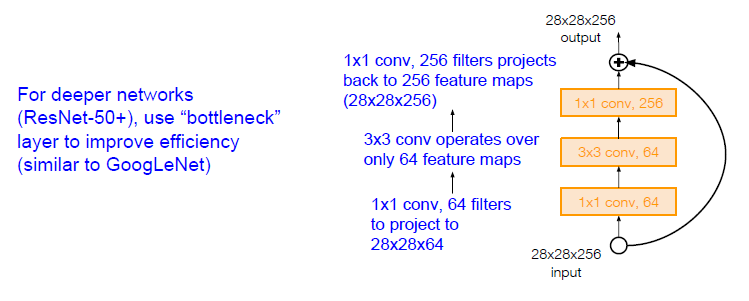 For deeper networks
(ResNet-50+), use “bottleneck”
layer to improve efficiency
(similar to GoogLeNet)
1x1 conv, 256 filters projects
back to 256 feature maps
(28x28x256)
3x3 conv operates over
only 64 feature maps
1x1 conv, 64 filters
to project to
28x28x64
28x28x256
output
1x1 conv, 256
3x3 conv, 64
1x1 conv, 64
28x28x256
input